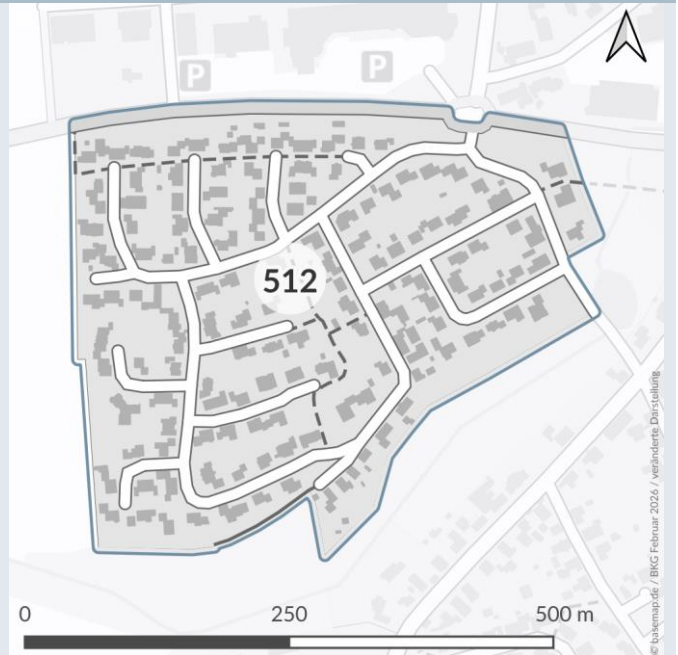 P
P
512
0 250 500 m
© basemap.de / BKG Februar 2026 / veränderte Darstellung